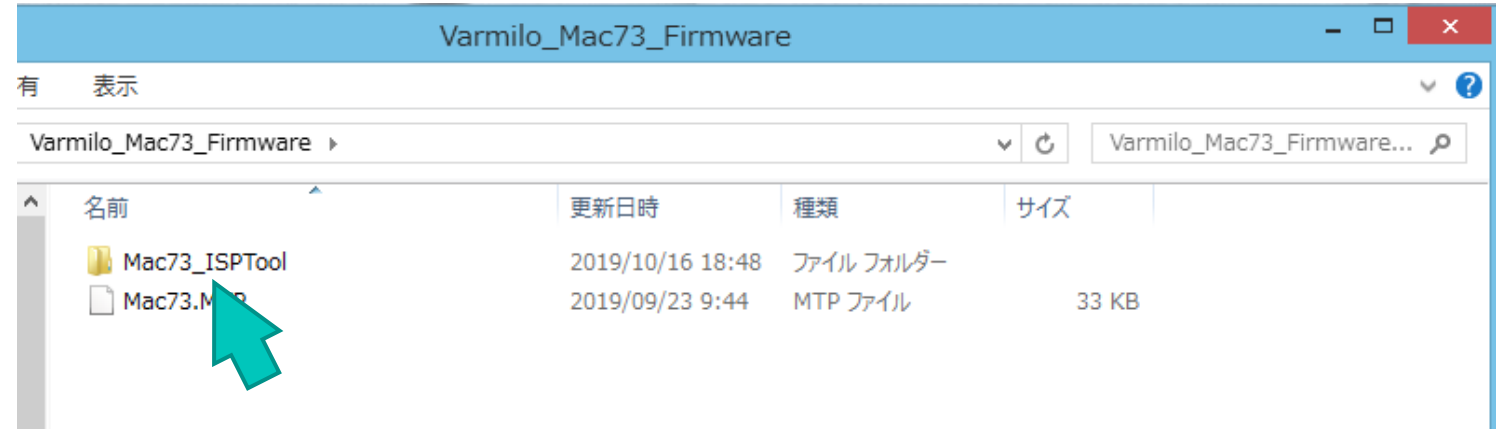 Varmilo_Mac73_Firmware
有 表示
Varmilo_Mac73_Firmware Varmilo_Mac73_Firmware...
名前 更新日時 種類 サイズ
Mac73_ISPTool 2019/10/16 18:48 ファイル フォルダー
2019/09/23 9:44 MTP ファイル 33 KB